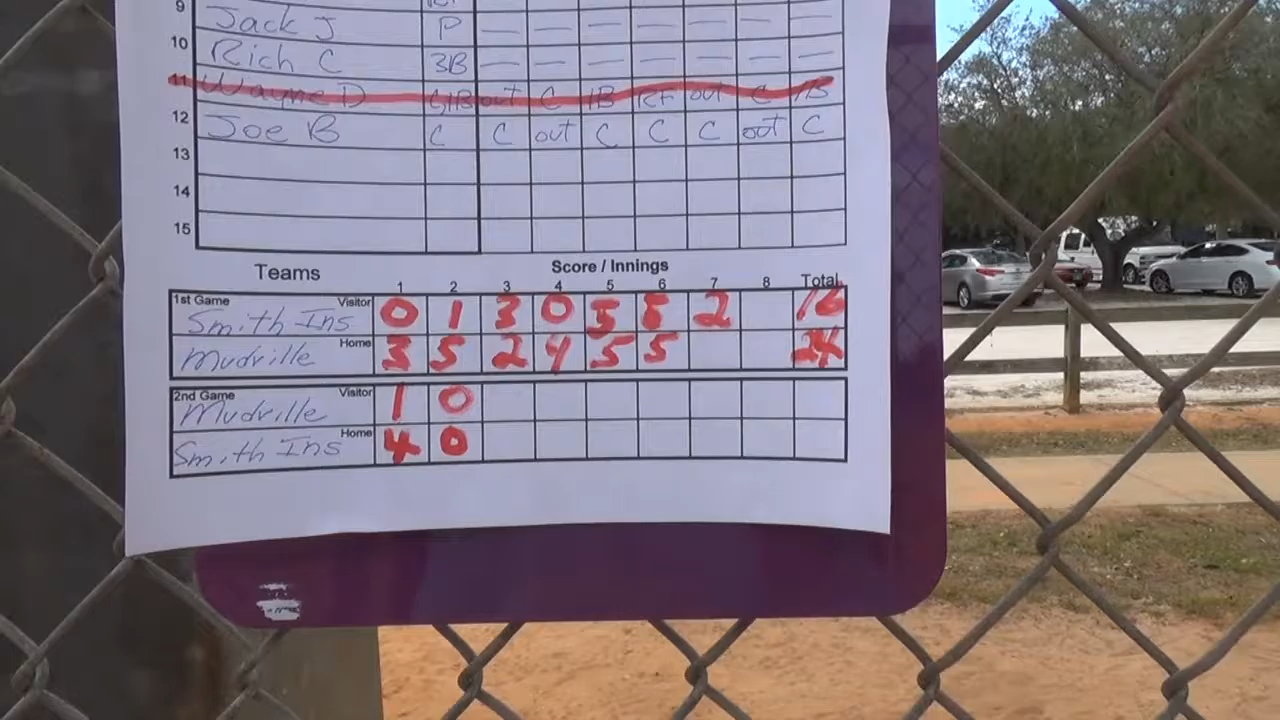 9 Jack J P — — — — — — —
10 Rich C 3B — — — — — — —
11 Wayne D out C 1B RF out C 1B
12 Joe B C C out C C C out C
13
14
15
Teams Score / Innings
1 2 3 4 5 6 7 8 Total
1st Game Visitor
Smith Ins 0 1 3 0 5 5 2 16
Home
Mudville 3 5 2 4 5 5 24
2nd Game Visitor
Mudville 1 0
Home
Smith Ins 4 0